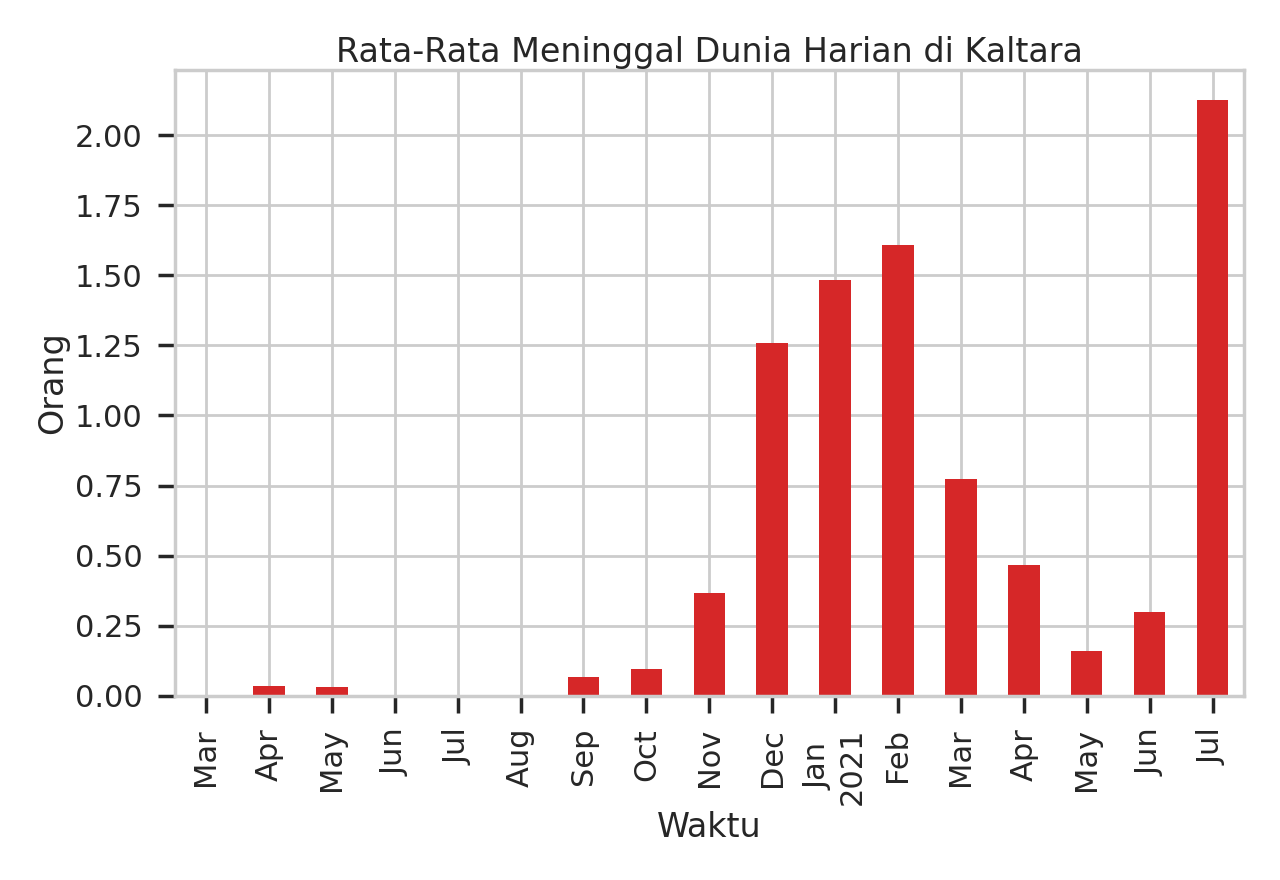 Rata-Rata Meninggal Dunia Harian di Kaltara
Orang
2.00
1.75
1.50
1.25
1.00
0.75
0.50
0.25
0.00
Mar
Apr
May
Jun
Jul
Aug
Sep
Oct
Nov
Dec
Jan
2021
Feb
Mar
Apr
May
Jun
Jul
Waktu